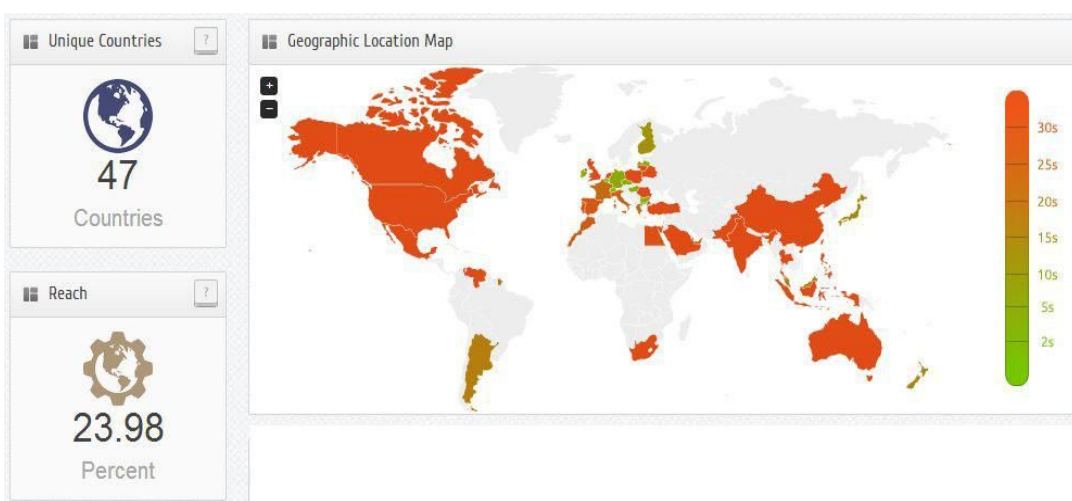 Unique Countries
?
47
Countries
Reach
?
23.98
Percent
Geographic Location Map
+
−
30s
25s
20s
15s
10s
5s
2s